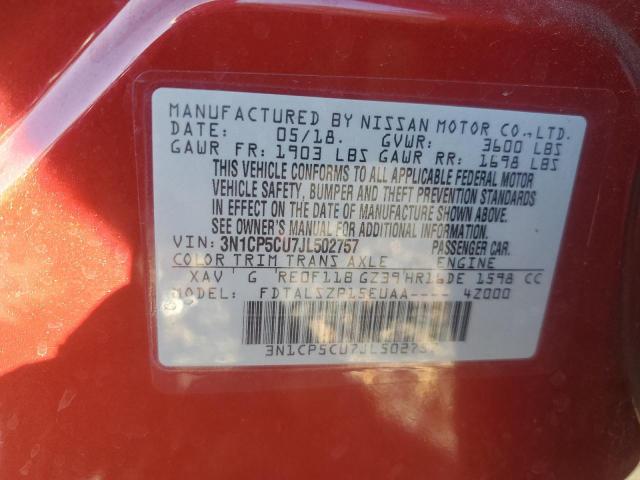 MANUFACTURED BY NISSAN MOTOR CO., LTD.
DATE: 05/18. GVWR: 3600 LBS
GAWR FR: 1903 LBS GAWR RR: 1698 LBS
THIS VEHICLE CONFORMS TO ALL APPLICABLE FEDERAL MOTOR
VEHICLE SAFETY, BUMPER AND THEFT PREVENTION STANDARDS
IN EFFECT ON THE DATE OF MANUFACTURE SHOWN ABOVE.
SEE OWNER'S MANUAL FOR ADDITIONAL INFORMATION.
VIN: 3N1CP5CU7JL502757 PASSENGER CAR.
COLOR TRIM TRANS AXLE ENGINE
XAV G RE0F11B GZ39 HR16DE 1598 CC
MODEL: FDTALSZP15EUAA---- 4Z000
3N1CP5CU7JL502757